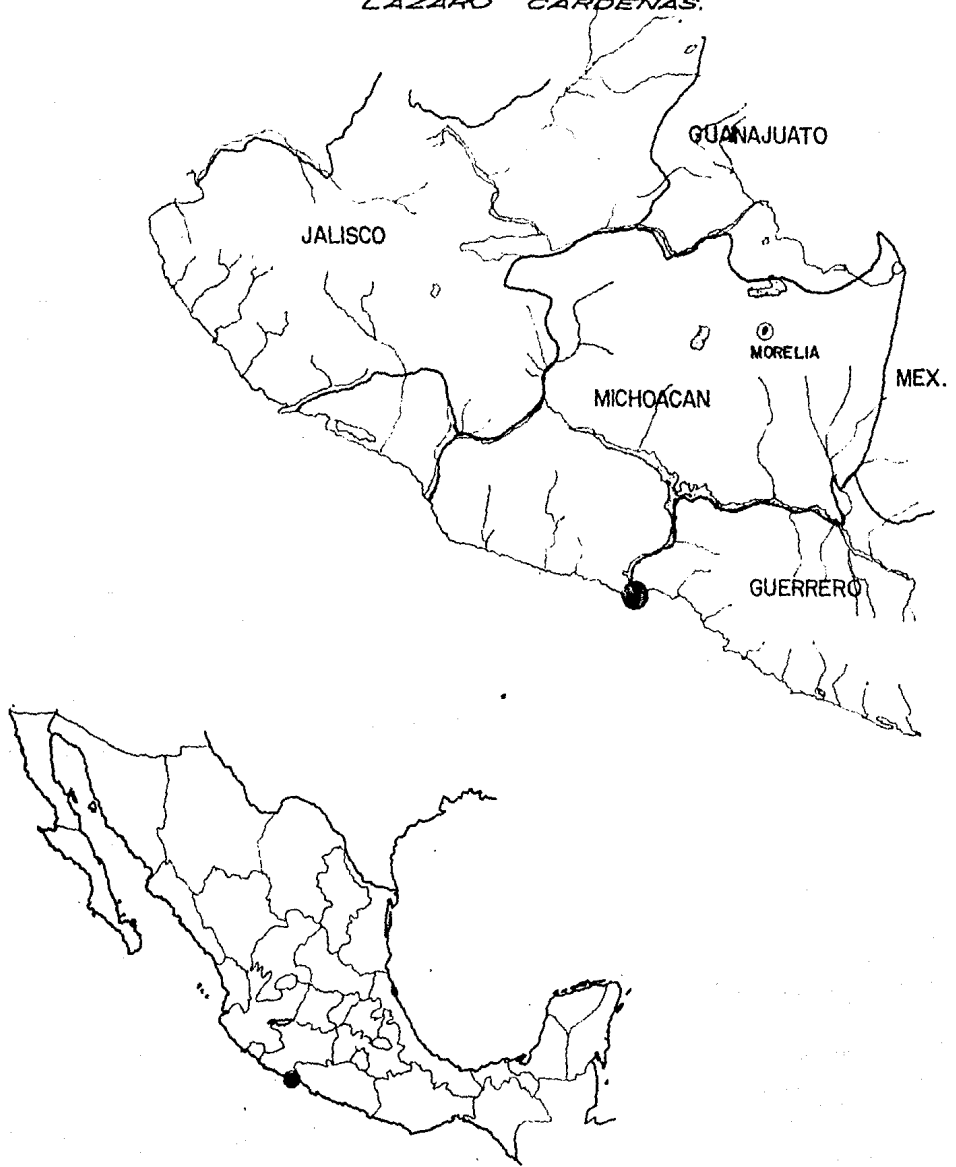 LAZARO CARDENAS.
GUANAJUATO
JALISCO
MORELIA
MEX.
MICHOACAN
GUERRERO